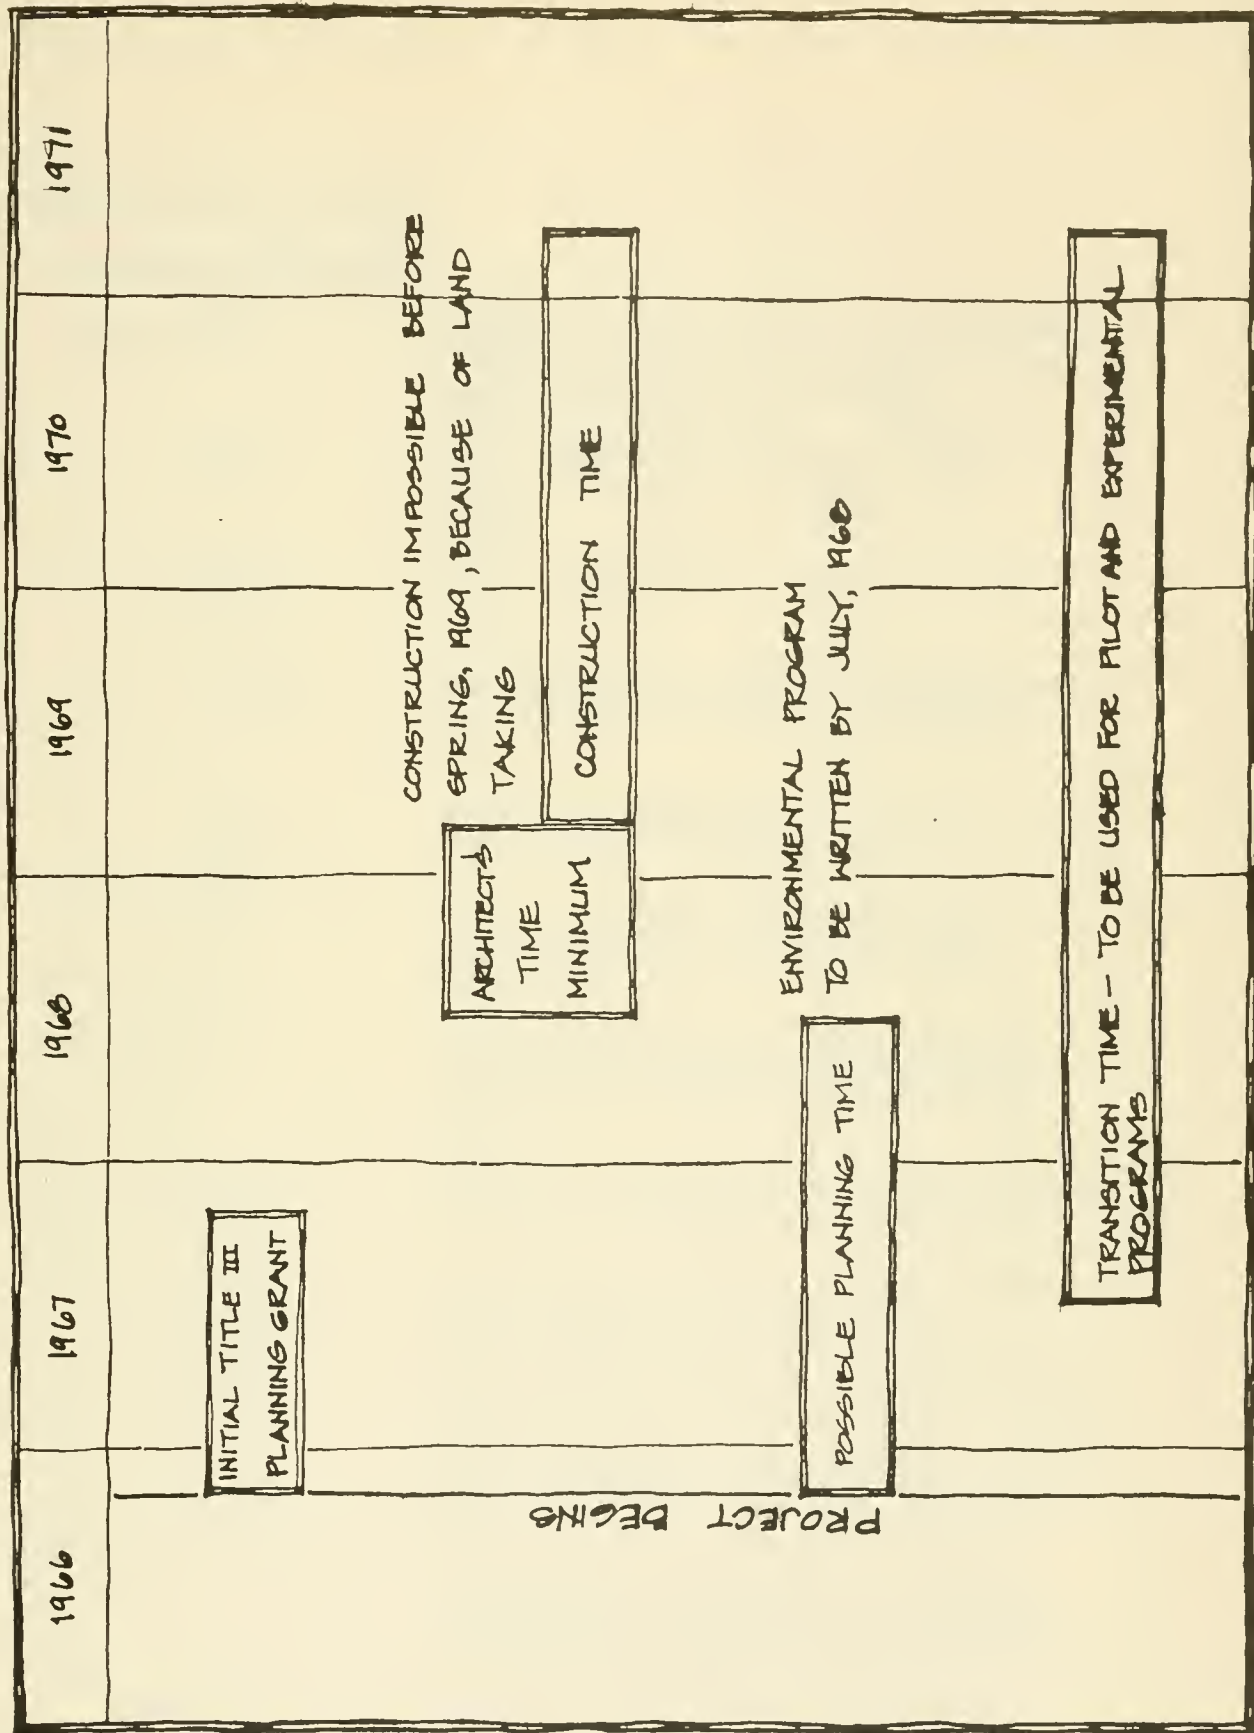 1966 1967 1968 1969 1970 1971
INITIAL TITLE III
PLANNING GRANT
CONSTRUCTION IMPOSSIBLE BEFORE
SPRING, 1969, BECAUSE OF LAND
TAKING
ARCHITECT'S
TIME
MINIMUM
CONSTRUCTION TIME
PROJECT BEGINS
ENVIRONMENTAL PROGRAM
TO BE WRITTEN BY JULY, 1968
POSSIBLE PLANNING TIME
TRANSITION TIME - TO BE USED FOR PILOT AND EXPERIMENTAL
PROGRAMS